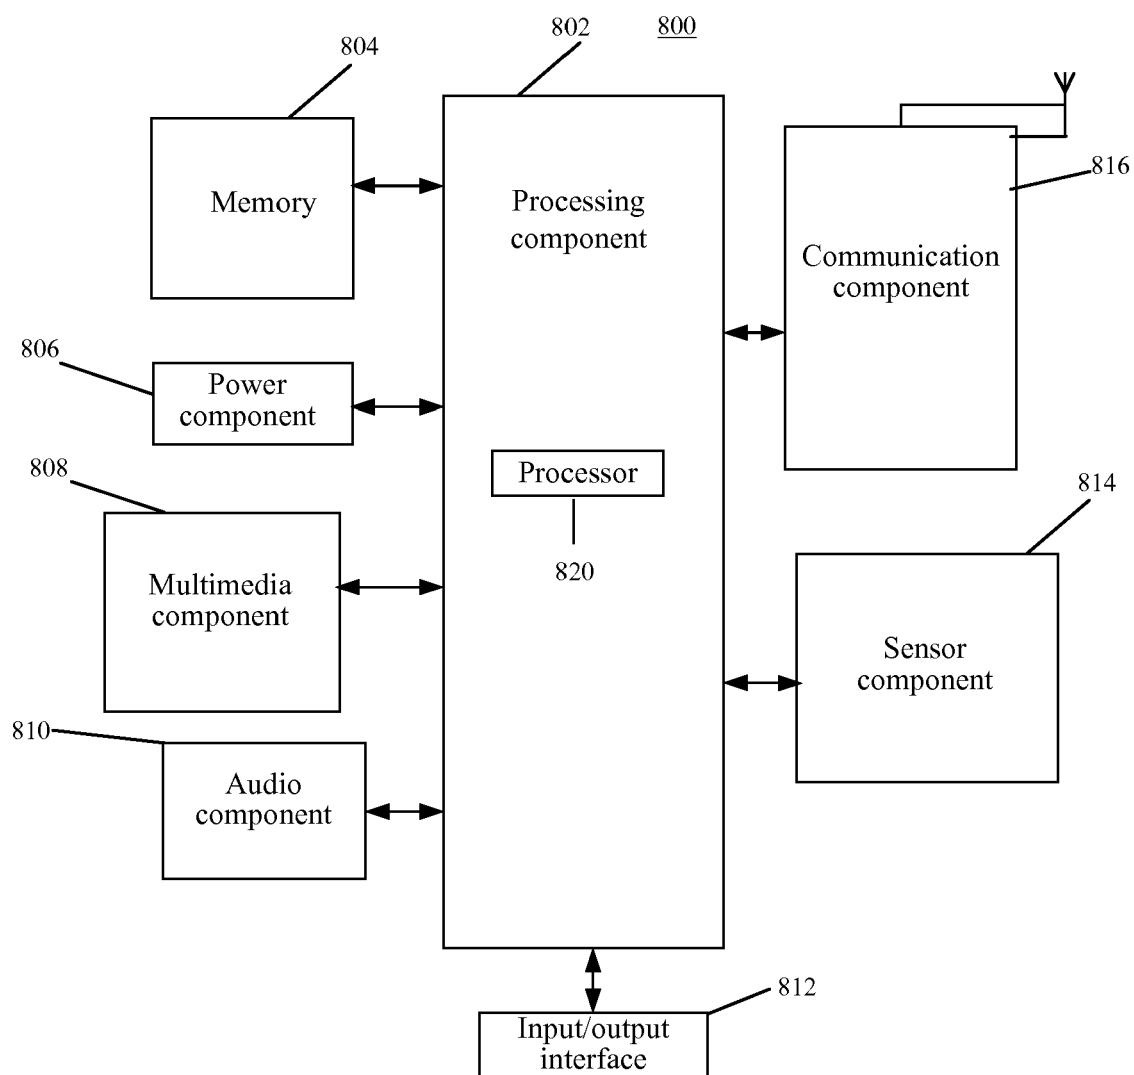 802
800
804
Memory
Processing
component
816
Communication
component
806
Power
component
808
Processor
820
814
Multimedia
component
Sensor
component
810
Audio
component
812
Input/output
interface